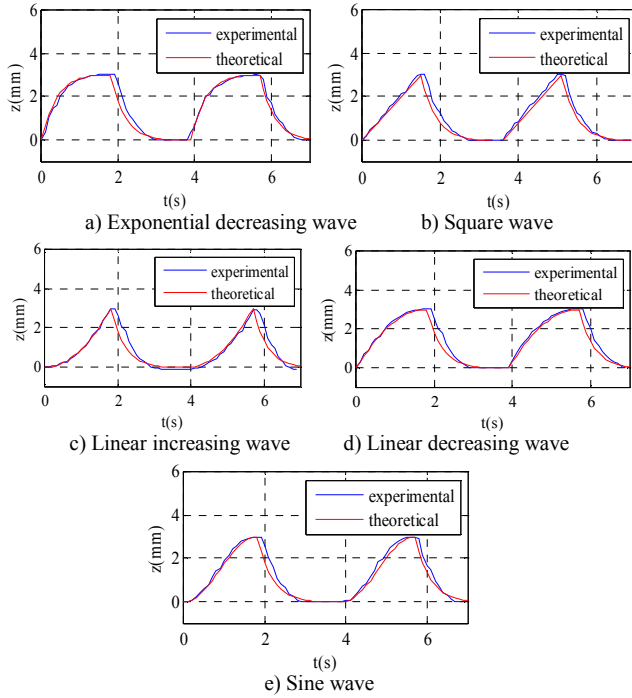 6
4
2
0
z(mm)
experimental
theoretical
0 2 4 6
t(s)
a) Exponential decreasing wave
6
4
2
0
z(mm)
experimental
theoretical
0 2 4 6
t(s)
b) Square wave
6
4
2
0
z(mm)
experimental
theoretical
0 2 4 6
t(s)
c) Linear increasing wave
6
4
2
0
z(mm)
experimental
theoretical
0 2 4 6
t(s)
d) Linear decreasing wave
6
4
2
0
z(mm)
experimental
theoretical
0 2 4 6
t(s)
e) Sine wave